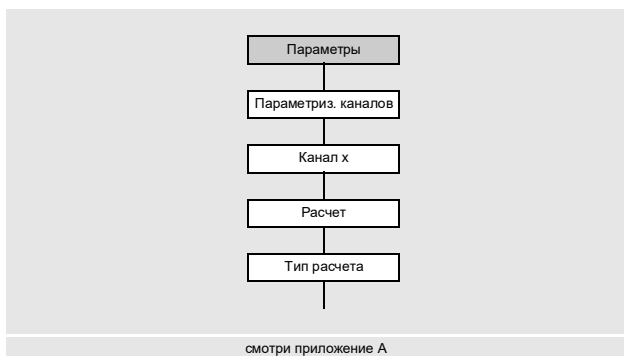 Параметры
Параметриз. каналов
Канал x
Расчет
Тип расчета
смотри приложение А